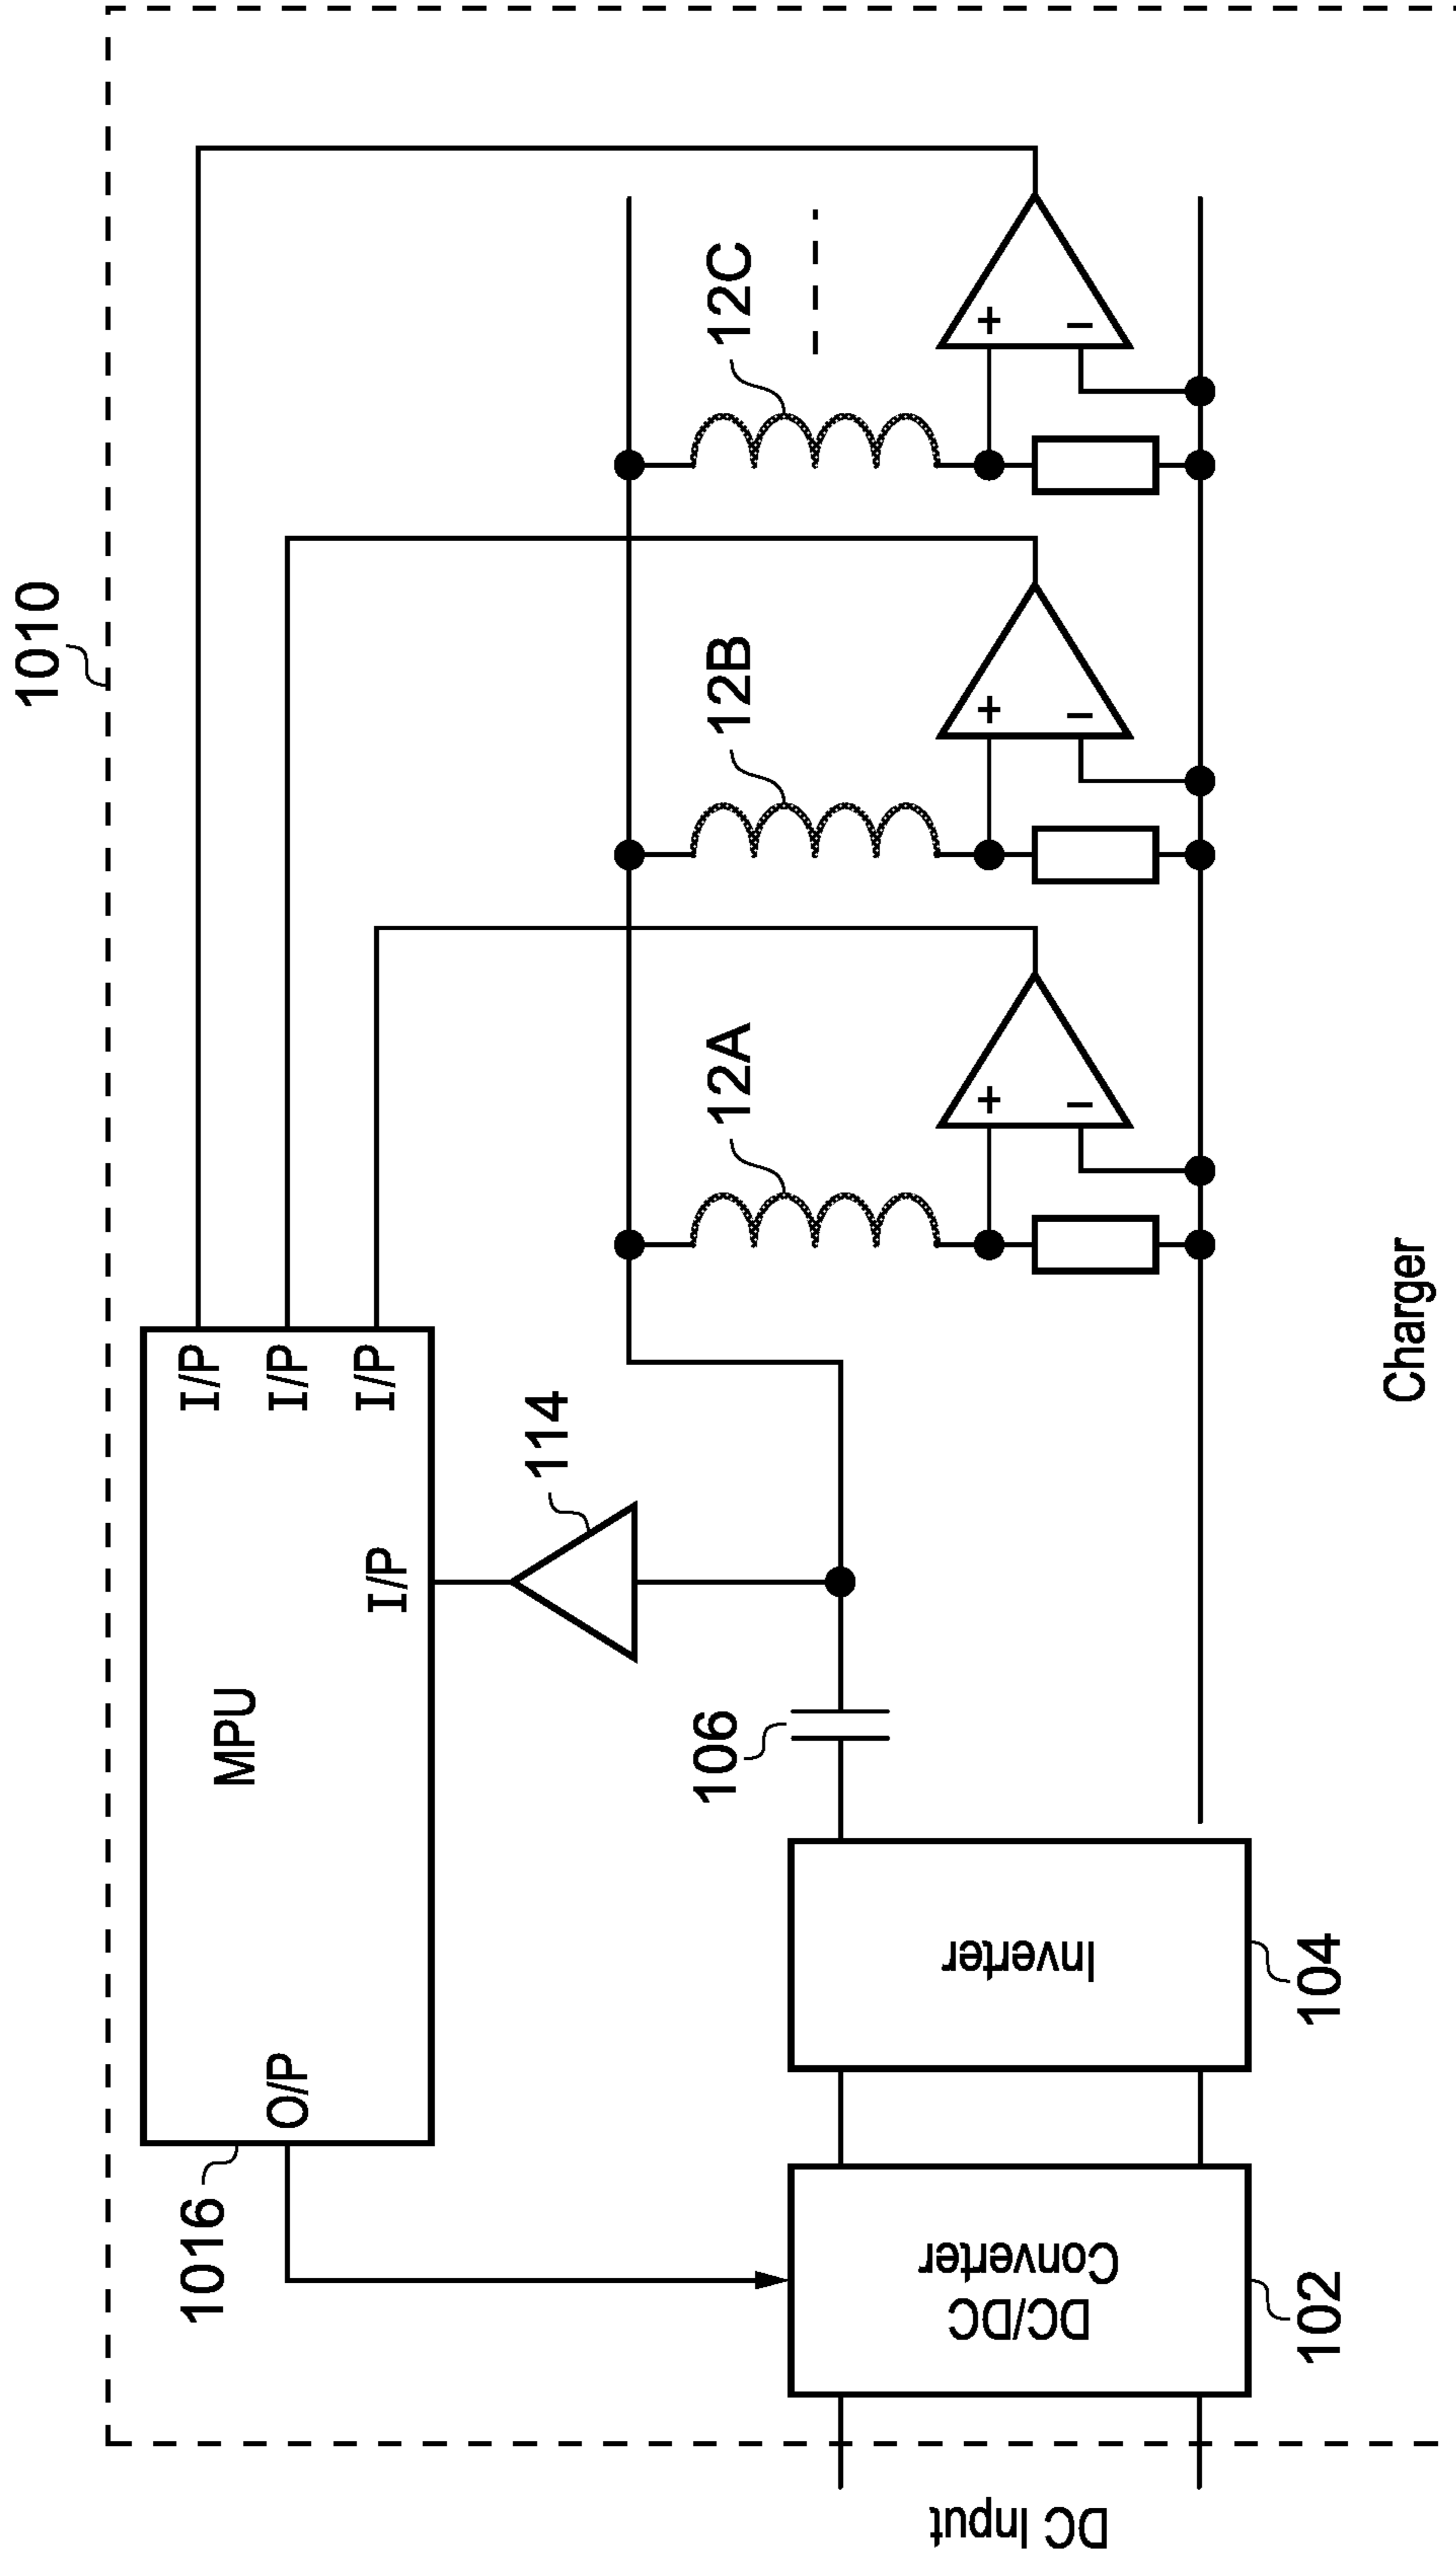 1010
1016
MPU
O/P
I/P
I/P
I/P
I/P
114
106
12A
12B
12C
+
−
+
−
+
−
DC Input
DC/DC
Converter
102
Inverter
104
Charger